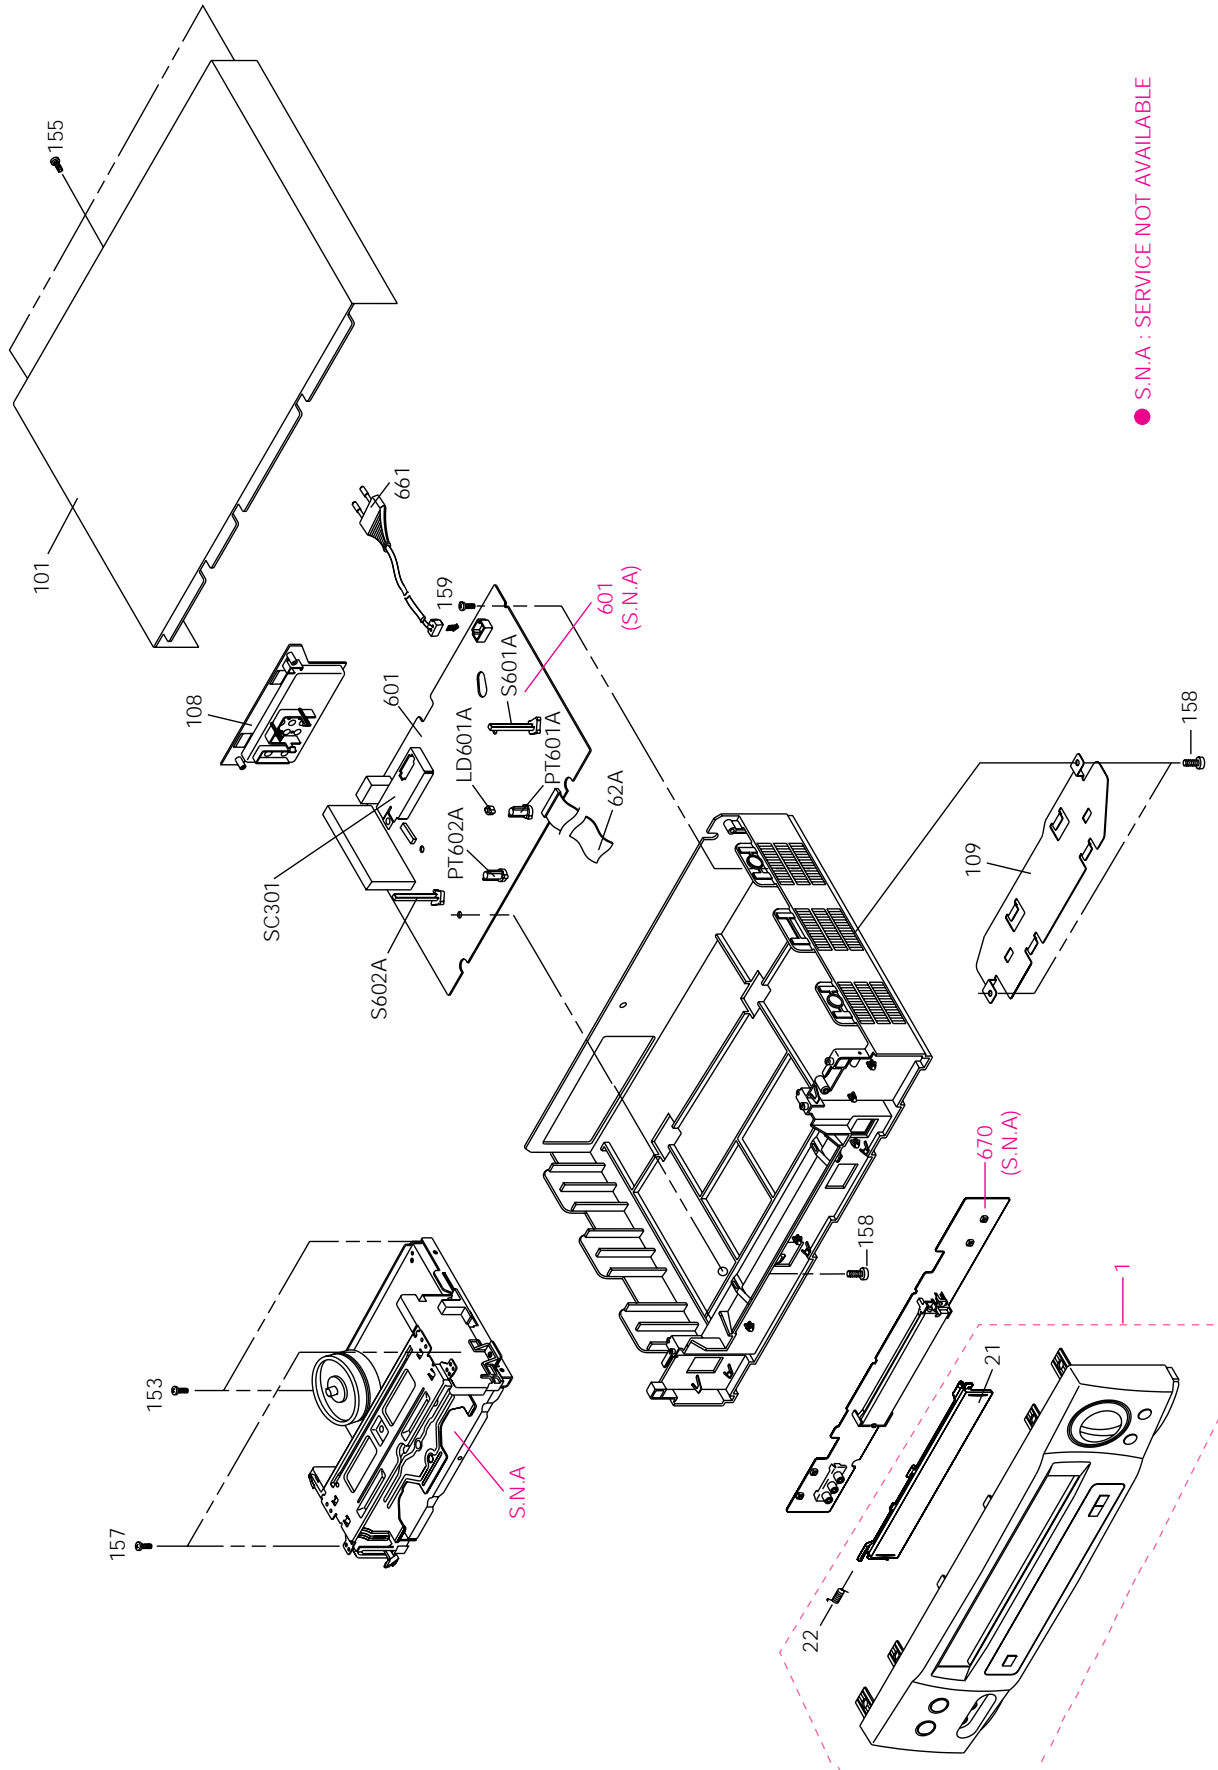 155
101
661
159
601
(S.N.A)
108
601
S601A
LD601A
PT601A
62A
PT602A
SC301
S602A
158
109
● S.N.A : SERVICE NOT AVAILABLE
670
(S.N.A)
158
1
21
22
153
157
S.N.A